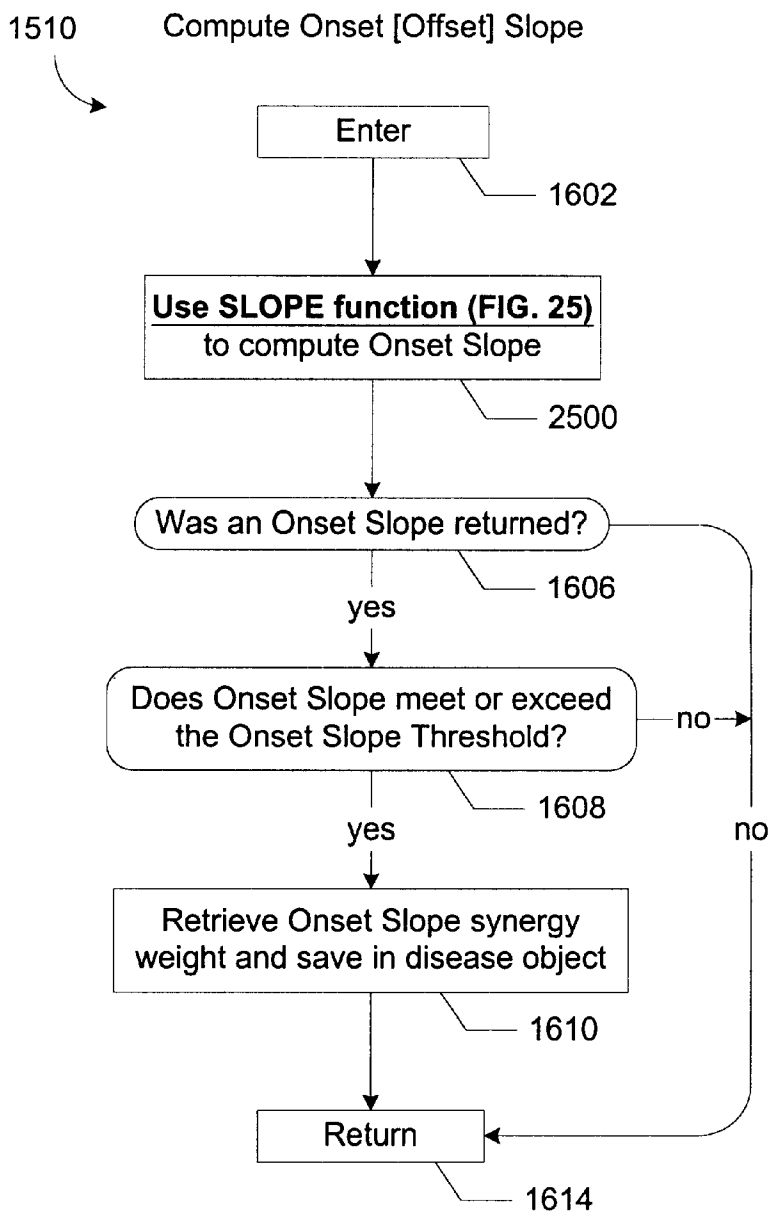 1510 Compute Onset [Offset] Slope
Enter
1602
Use SLOPE function (FIG. 25)
to compute Onset Slope
2500
Was an Onset Slope returned?
1606
yes
Does Onset Slope meet or exceed
the Onset Slope Threshold?
no
1608
yes
no
Retrieve Onset Slope synergy
weight and save in disease object
1610
Return
1614